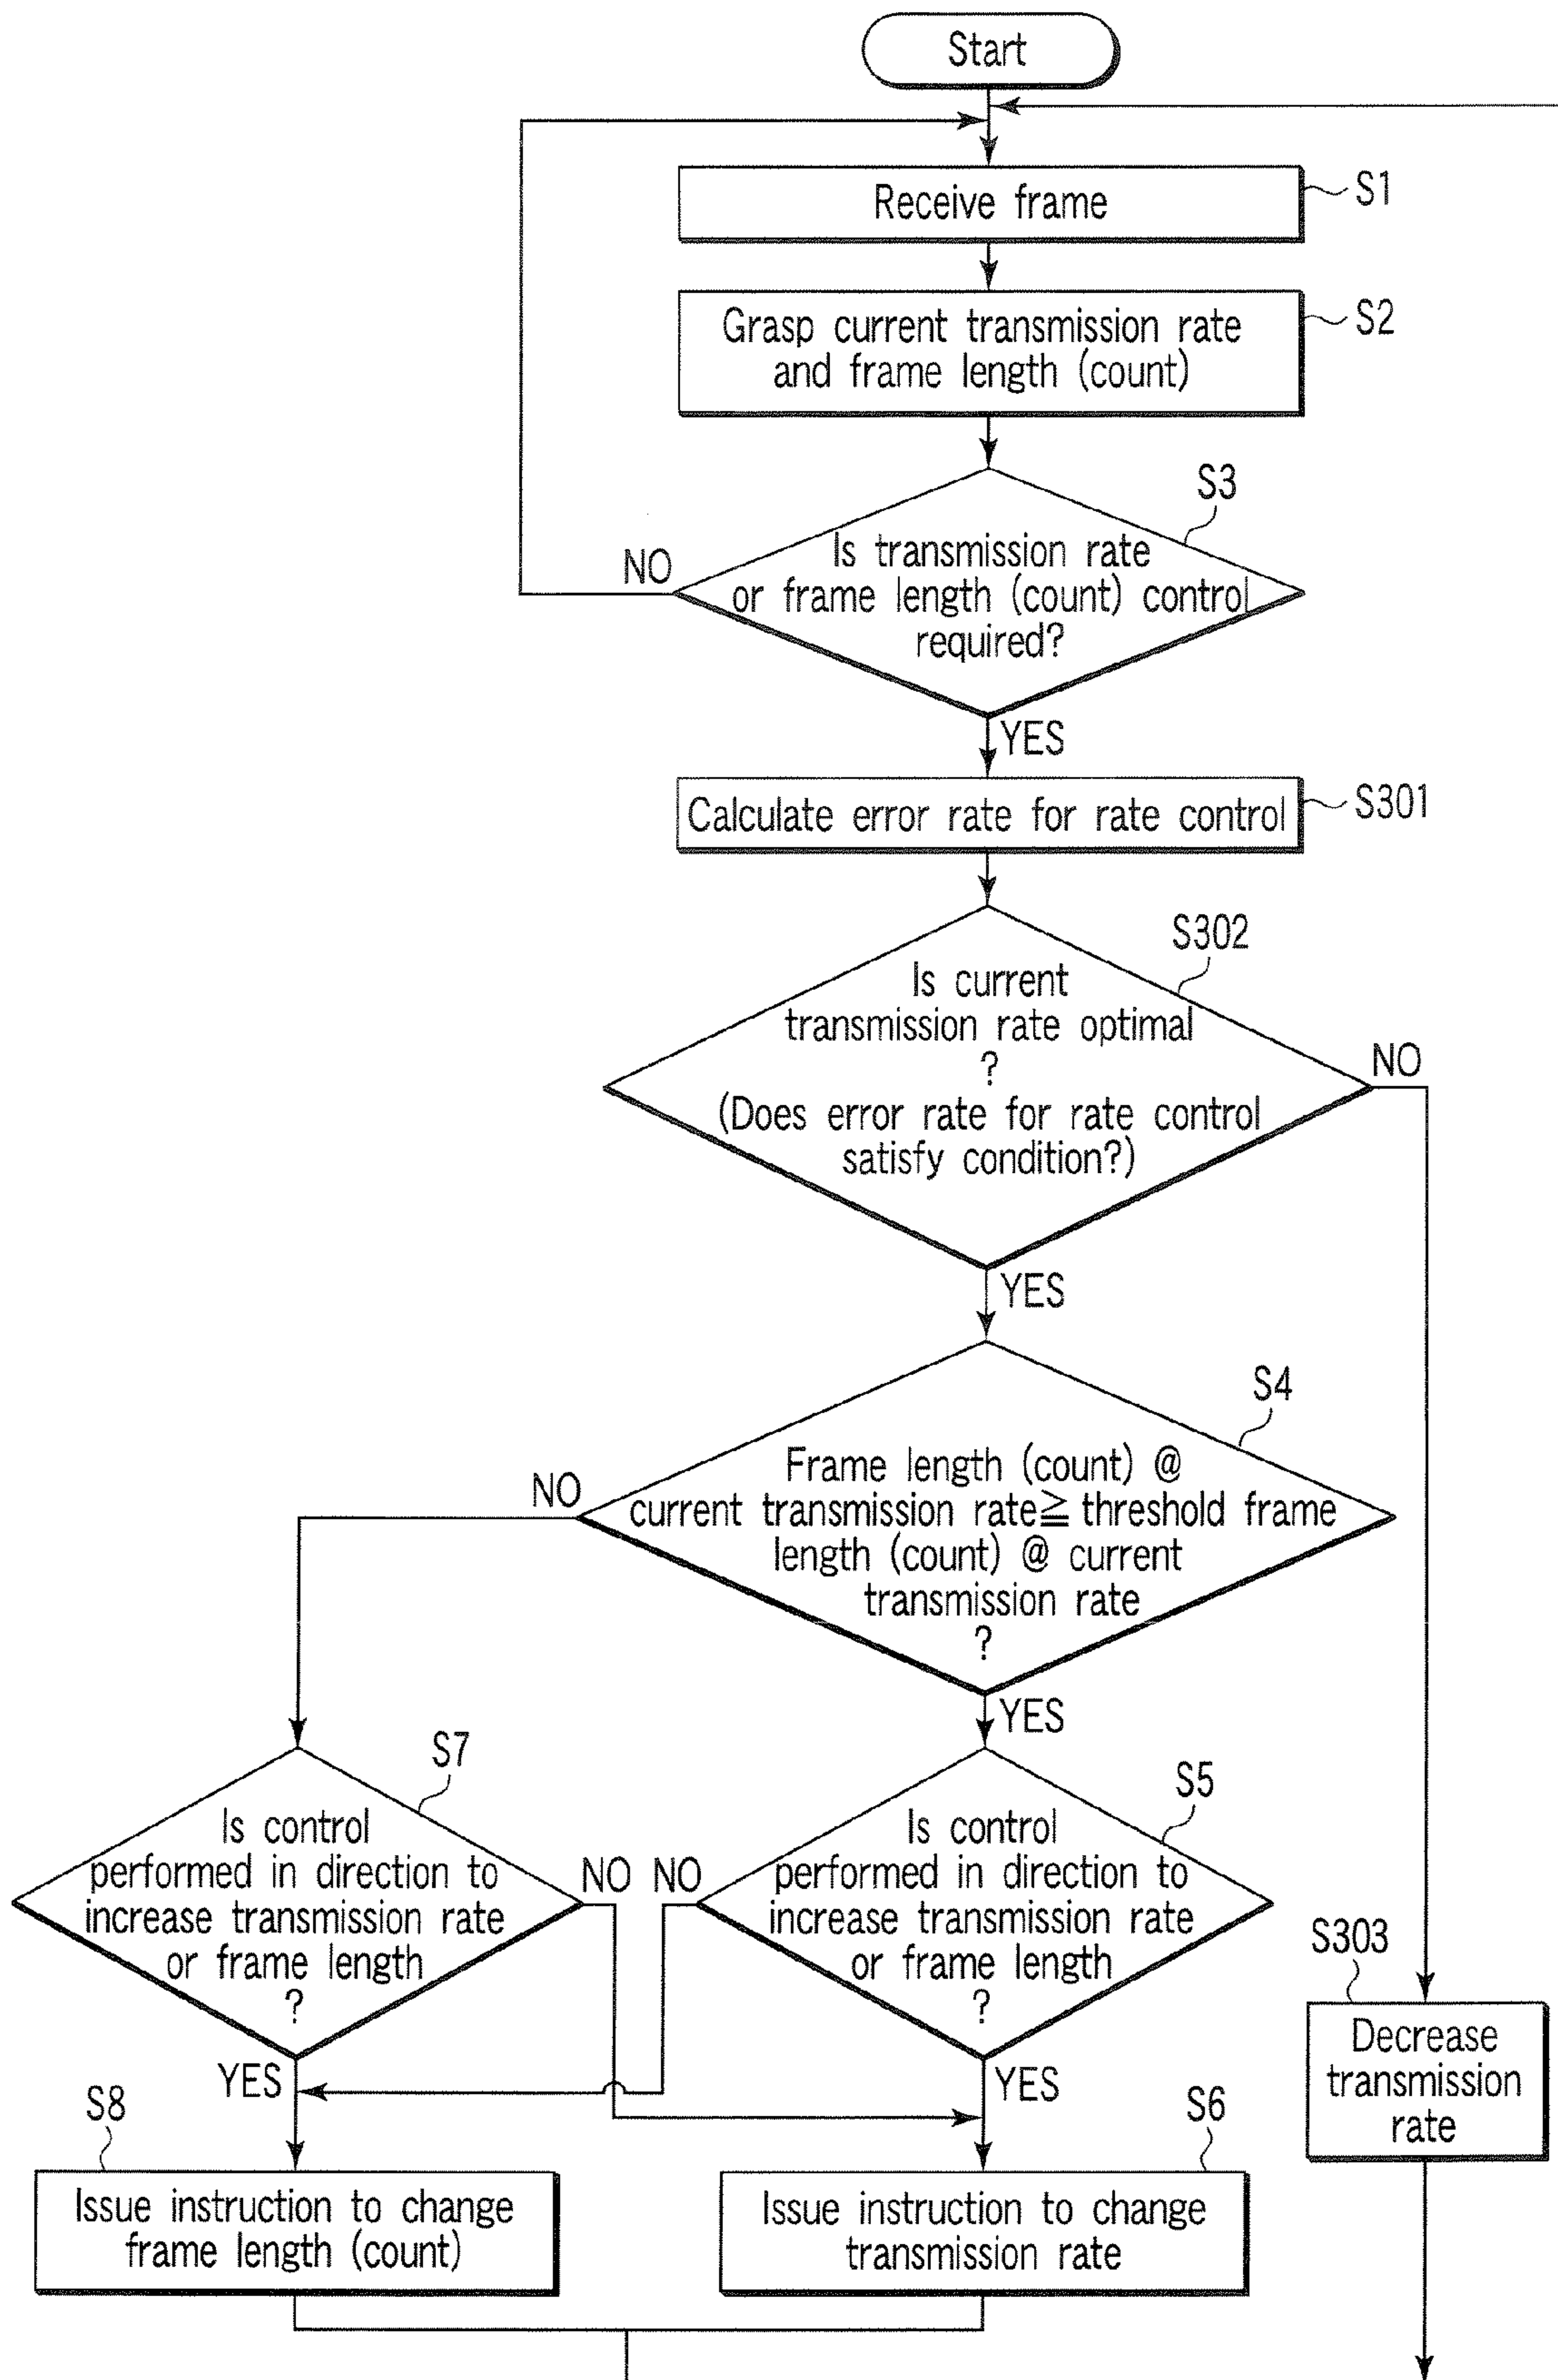 Start
Receive frame
S1
Grasp current transmission rate
and frame length (count)
S2
S3
Is transmission rate
or frame length (count) control
required?
NO
YES
Calculate error rate for rate control
S301
S302
Is current
transmission rate optimal
?
(Does error rate for rate control
satisfy condition?)
NO
YES
S4
Frame length (count) @
current transmission rate≧ threshold frame
length (count) @ current
transmission rate
?
NO
YES
S7
Is control
performed in direction to
increase transmission rate
or frame length
?
NO
YES
S5
Is control
performed in direction to
increase transmission rate
or frame length
?
NO
YES
S303
Decrease
transmission
rate
S8
Issue instruction to change
frame length (count)
S6
Issue instruction to change
transmission rate